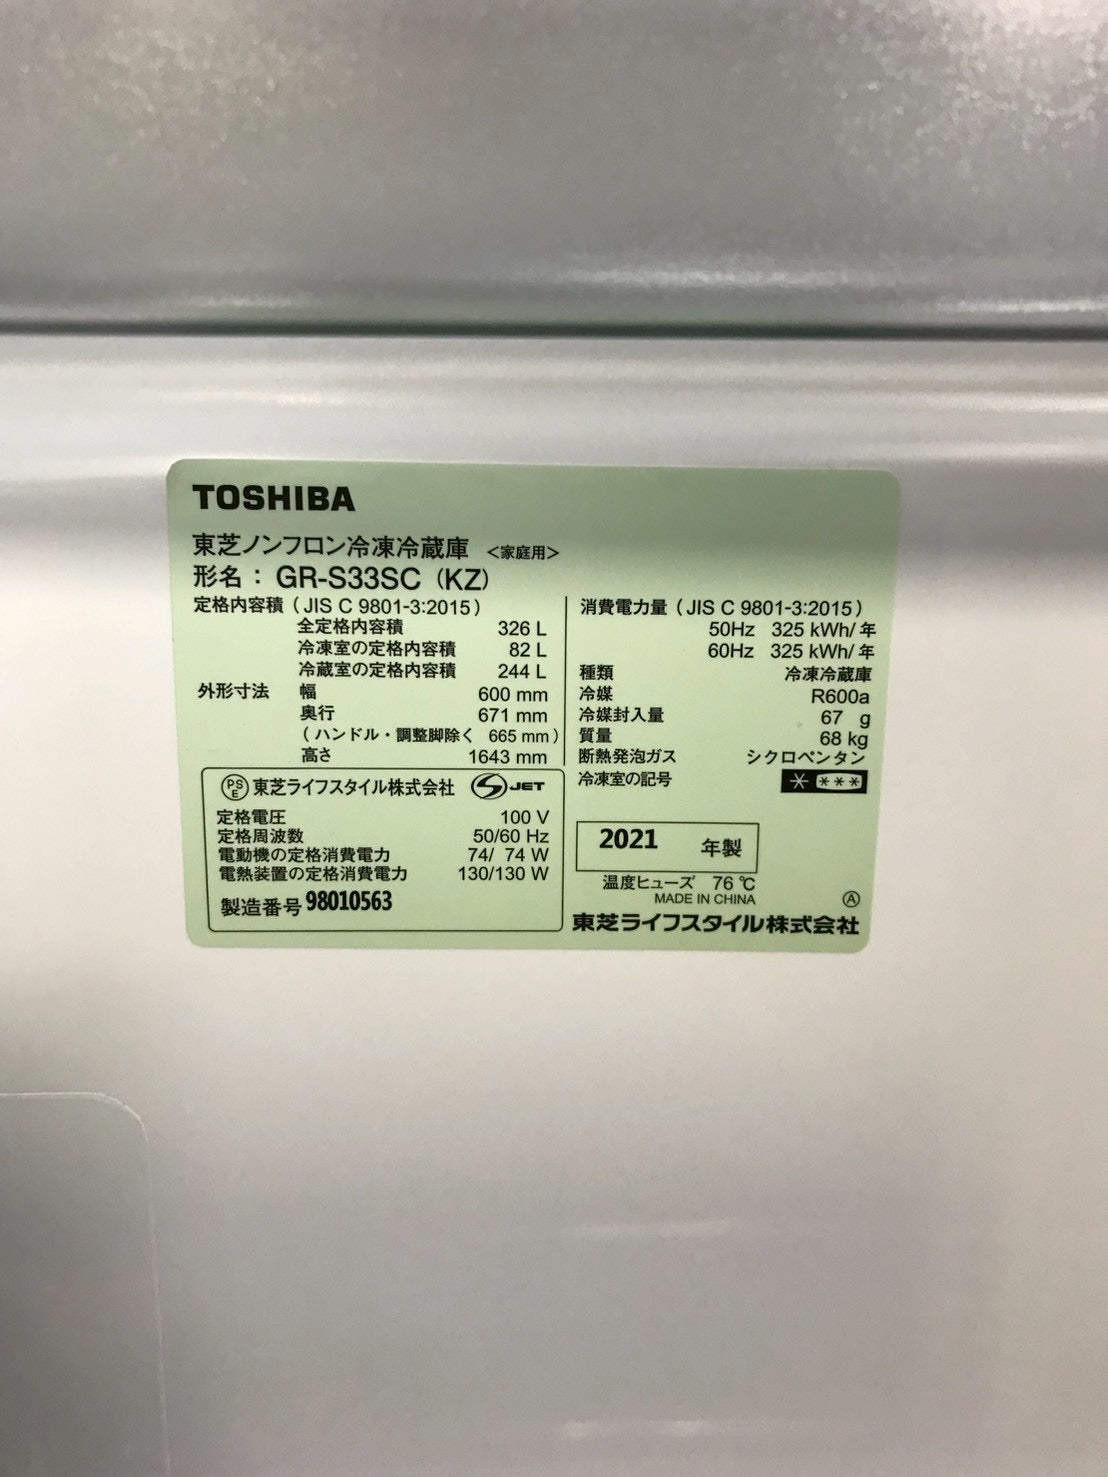 TOSHIBA
東芝ノンフロン冷凍冷蔵庫 <家庭用>
形名： GR-S33SC (KZ)
定格内容積 ( JIS C 9801-3:2015 )
全定格内容積 326 L
冷凍室の定格内容積 82 L
冷蔵室の定格内容積 244 L
外形寸法 幅 600 mm
奥行 671 mm
( ハンドル・調整脚除く 665 mm )
高さ 1643 mm
PSE 東芝ライフスタイル株式会社 S JET
定格電圧 100 V
定格周波数 50/60 Hz
電動機の定格消費電力 74/ 74 W
電熱装置の定格消費電力 130/130 W
製造番号 98010563
消費電力量 ( JIS C 9801-3:2015 )
50Hz 325 kWh/年
60Hz 325 kWh/年
種類 冷凍冷蔵庫
冷媒 R600a
冷媒封入量 67 g
質量 68 kg
断熱発泡ガス シクロペンタン
冷凍室の記号 * ***
2021 年製
温度ヒューズ 76 ℃
MADE IN CHINA Ⓐ
東芝ライフスタイル株式会社